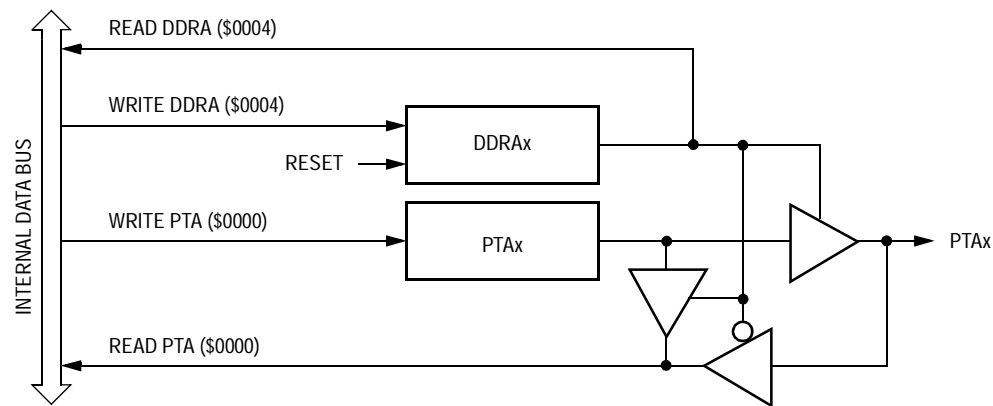 READ DDRA ($0004)
WRITE DDRA ($0004)
DDRAx
RESET
WRITE PTA ($0000)
PTAx
PTAx
READ PTA ($0000)
INTERNAL DATA BUS